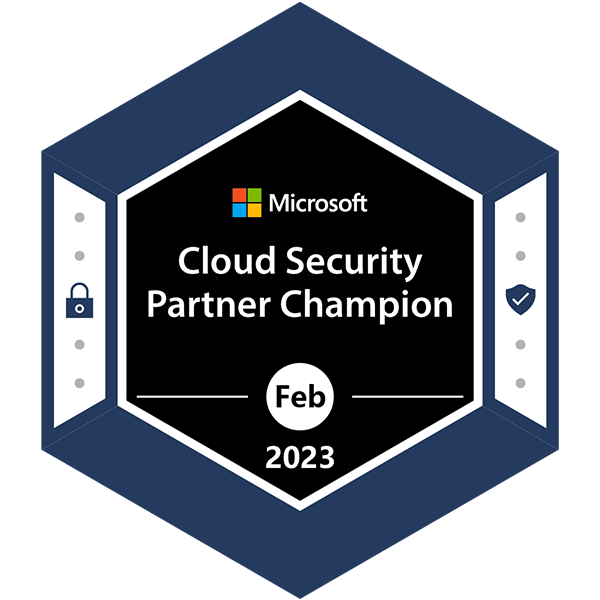 Microsoft
Cloud Security
Partner Champion
Feb
2023